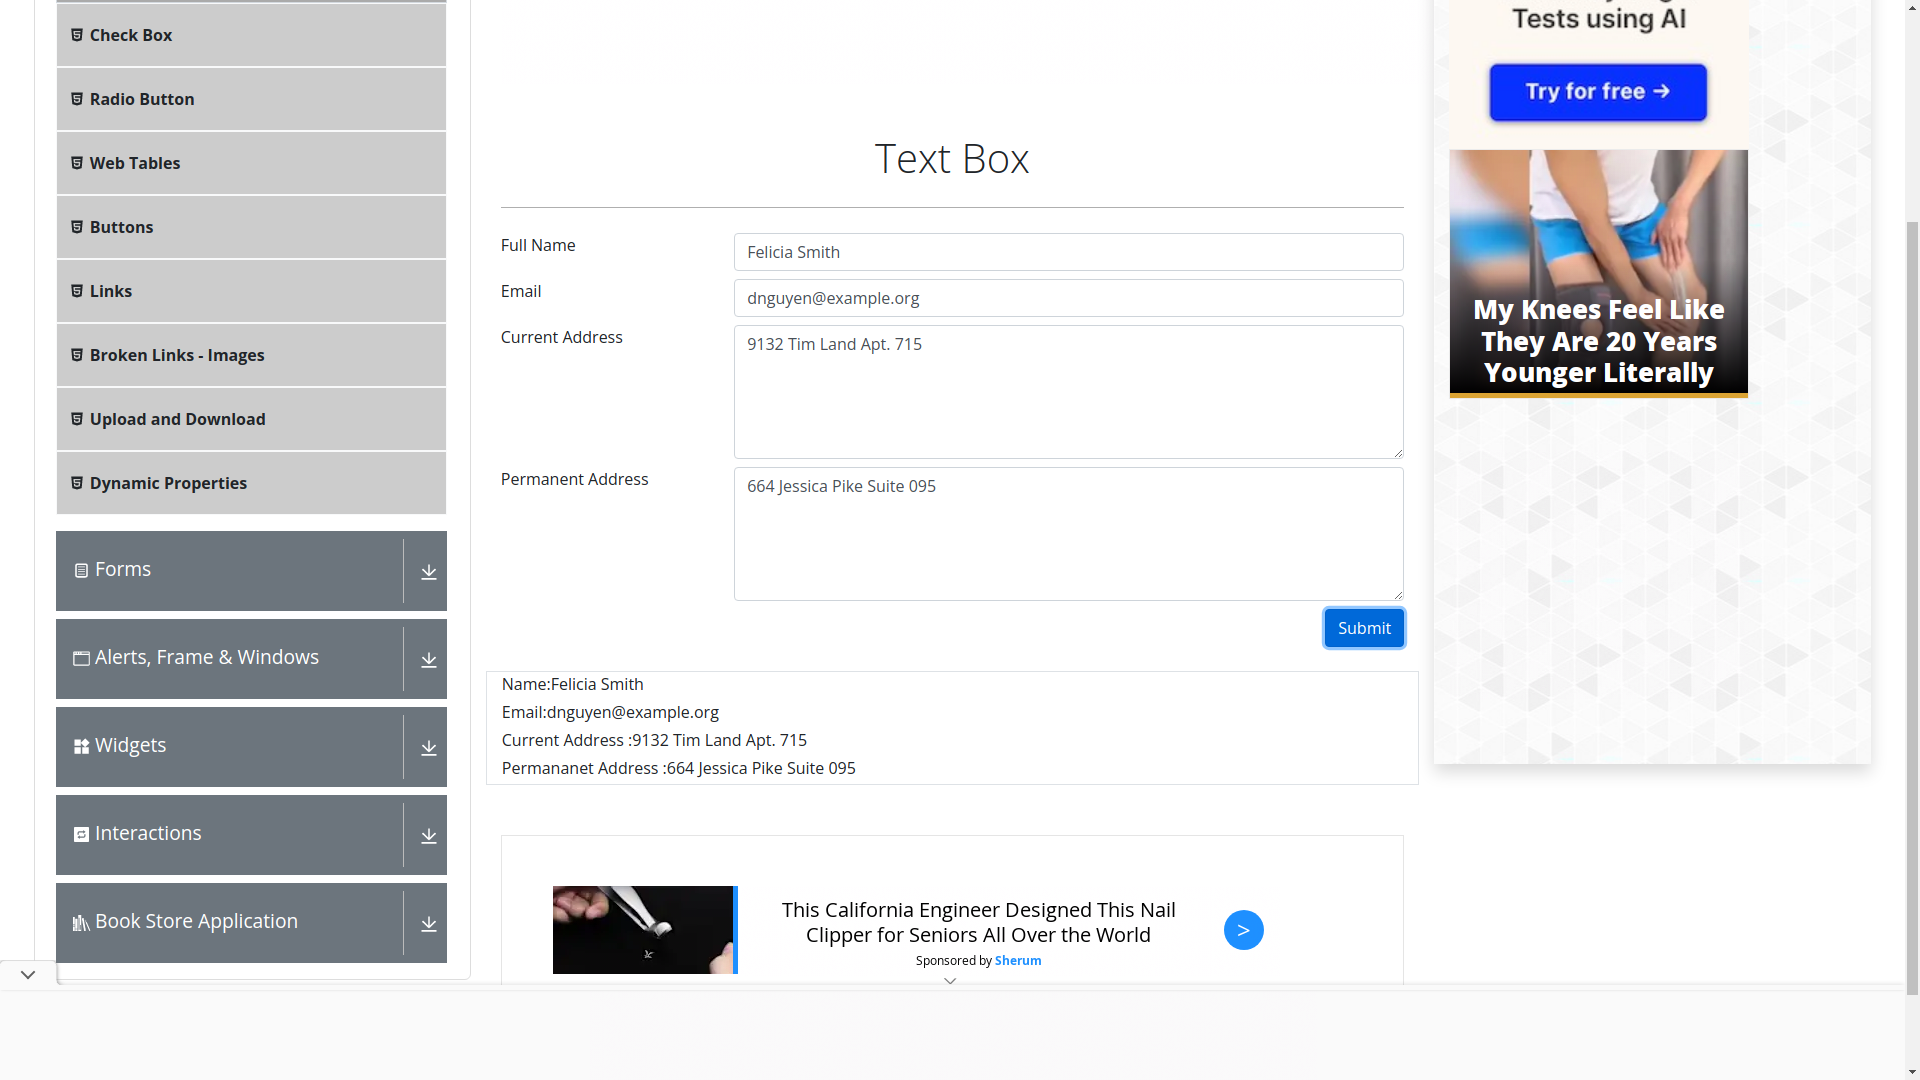 Check Box
Radio Button
Web Tables
Buttons
Links
Broken Links - Images
Upload and Download
Dynamic Properties
Forms
Alerts, Frame & Windows
Widgets
Interactions
Book Store Application
Text Box
Full Name
Felicia Smith
Email
dnguyen@example.org
Current Address
9132 Tim Land Apt. 715
Permanent Address
664 Jessica Pike Suite 095
Submit
Name:Felicia Smith
Email:dnguyen@example.org
Current Address :9132 Tim Land Apt. 715
Permananet Address :664 Jessica Pike Suite 095
This California Engineer Designed This Nail
Clipper for Seniors All Over the World
Sponsored by Sherum
>
Tests using AI
Try for free →
My Knees Feel Like
They Are 20 Years
Younger Literally